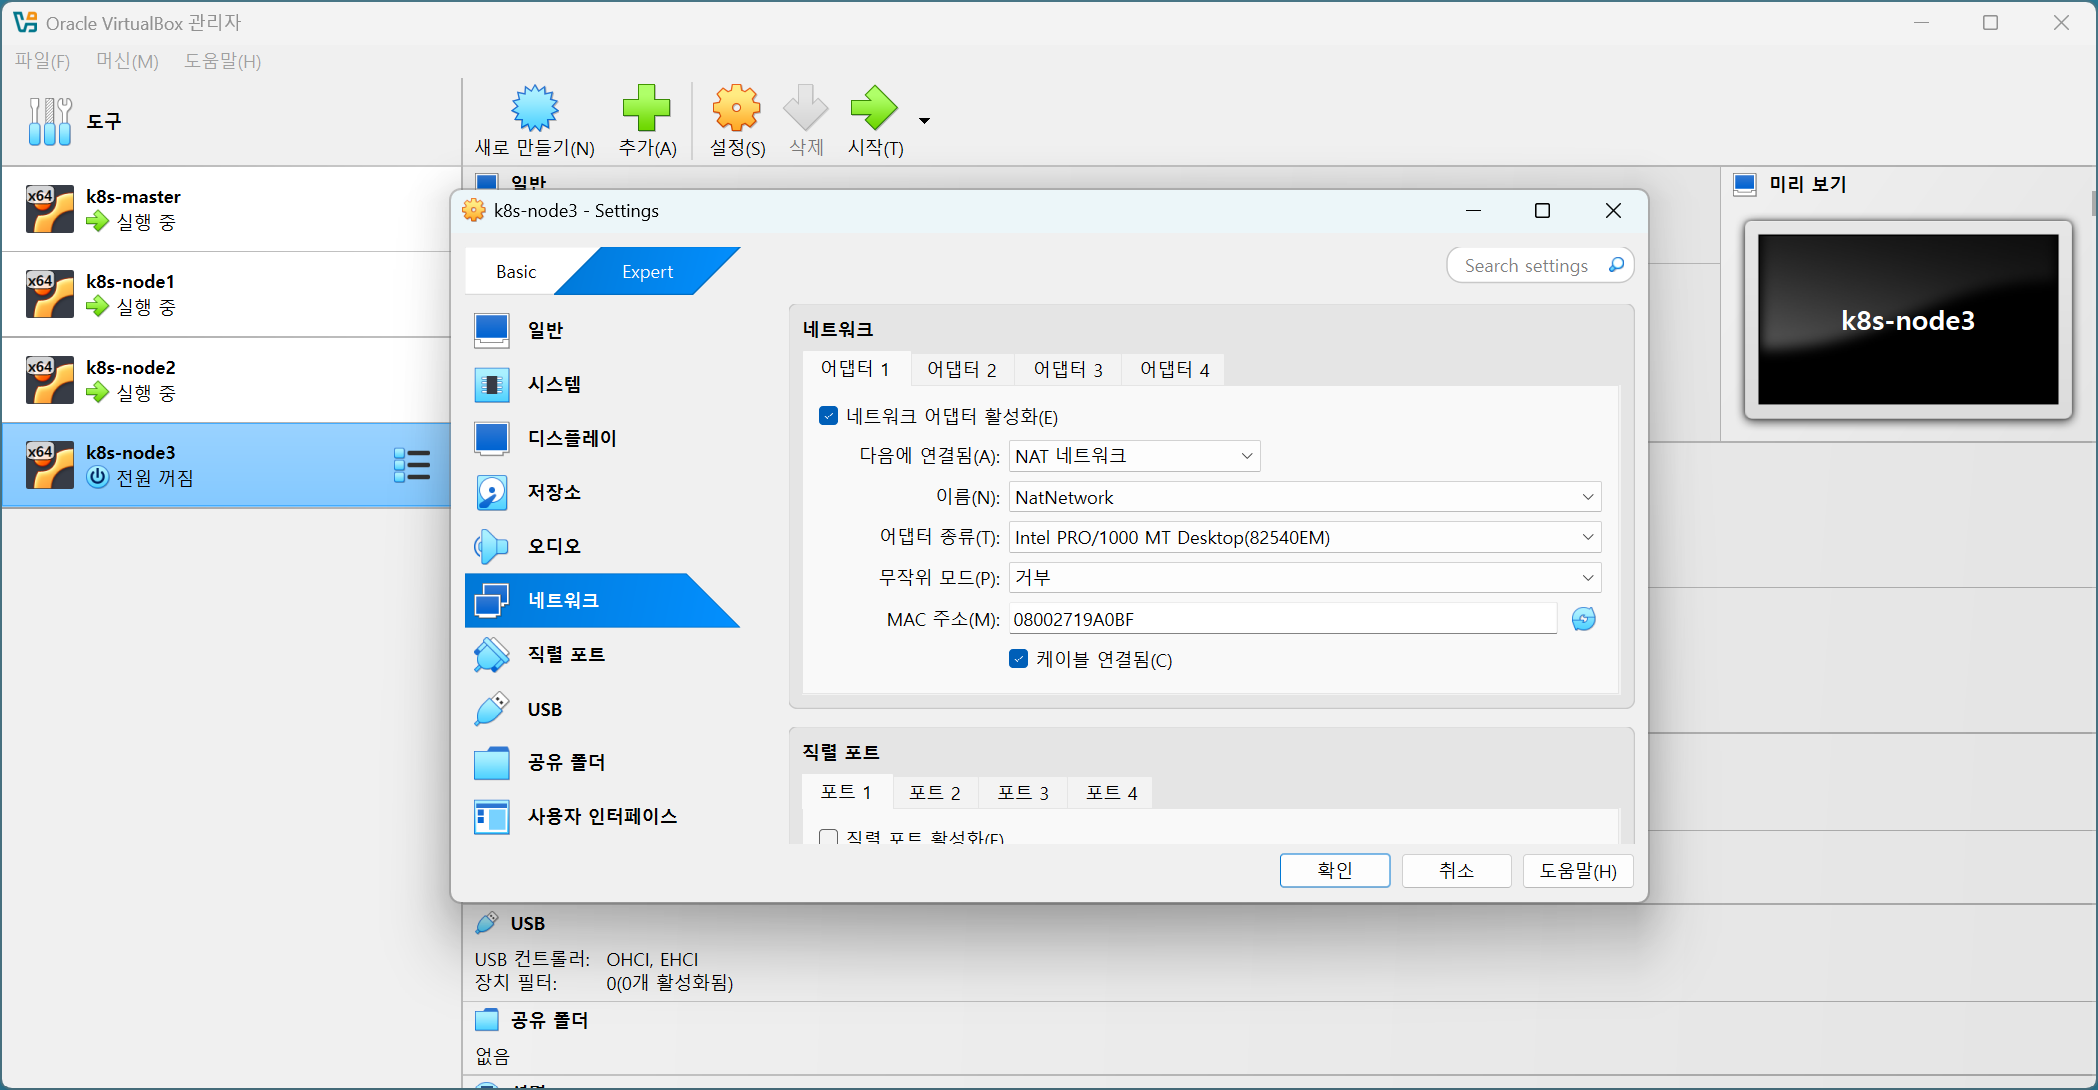 Oracle VirtualBox 관리자
파일(F) 머신(M) 도움말(H)
도구
새로 만들기(N) 추가(A) 설정(S) 삭제 시작(T)
x64 k8s-master
실행 중
x64 k8s-node1
실행 중
x64 k8s-node2
실행 중
x64 k8s-node3
전원 꺼짐
일반
미리 보기
k8s-node3
k8s-node3 - Settings
Basic Expert
Search settings
일반
시스템
디스플레이
저장소
오디오
네트워크
직렬 포트
USB
공유 폴더
사용자 인터페이스
네트워크
어댑터 1 어댑터 2 어댑터 3 어댑터 4
네트워크 어댑터 활성화(E)
다음에 연결됨(A): NAT 네트워크
이름(N): NatNetwork
어댑터 종류(T): Intel PRO/1000 MT Desktop(82540EM)
무작위 모드(P): 거부
MAC 주소(M): 08002719A0BF
케이블 연결됨(C)
직렬 포트
포트 1 포트 2 포트 3 포트 4
직렬 포트 활성화(E)
확인 취소 도움말(H)
USB
USB 컨트롤러: OHCI, EHCI
장치 필터: 0(0개 활성화됨)
공유 폴더
없음